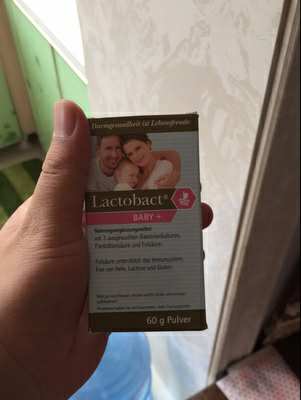 Darmgesundheit ist Lebensfreude
Lactobact®
BABY +
Nahrungsergänzungsmittel
mit 7 ausgesuchten Bakterienkulturen,
Pantothensäure und Folsäure.
Folsäure unterstützt das Immunsystem.
Frei von Hefe, Lactose und Gluten.
60 g Pulver